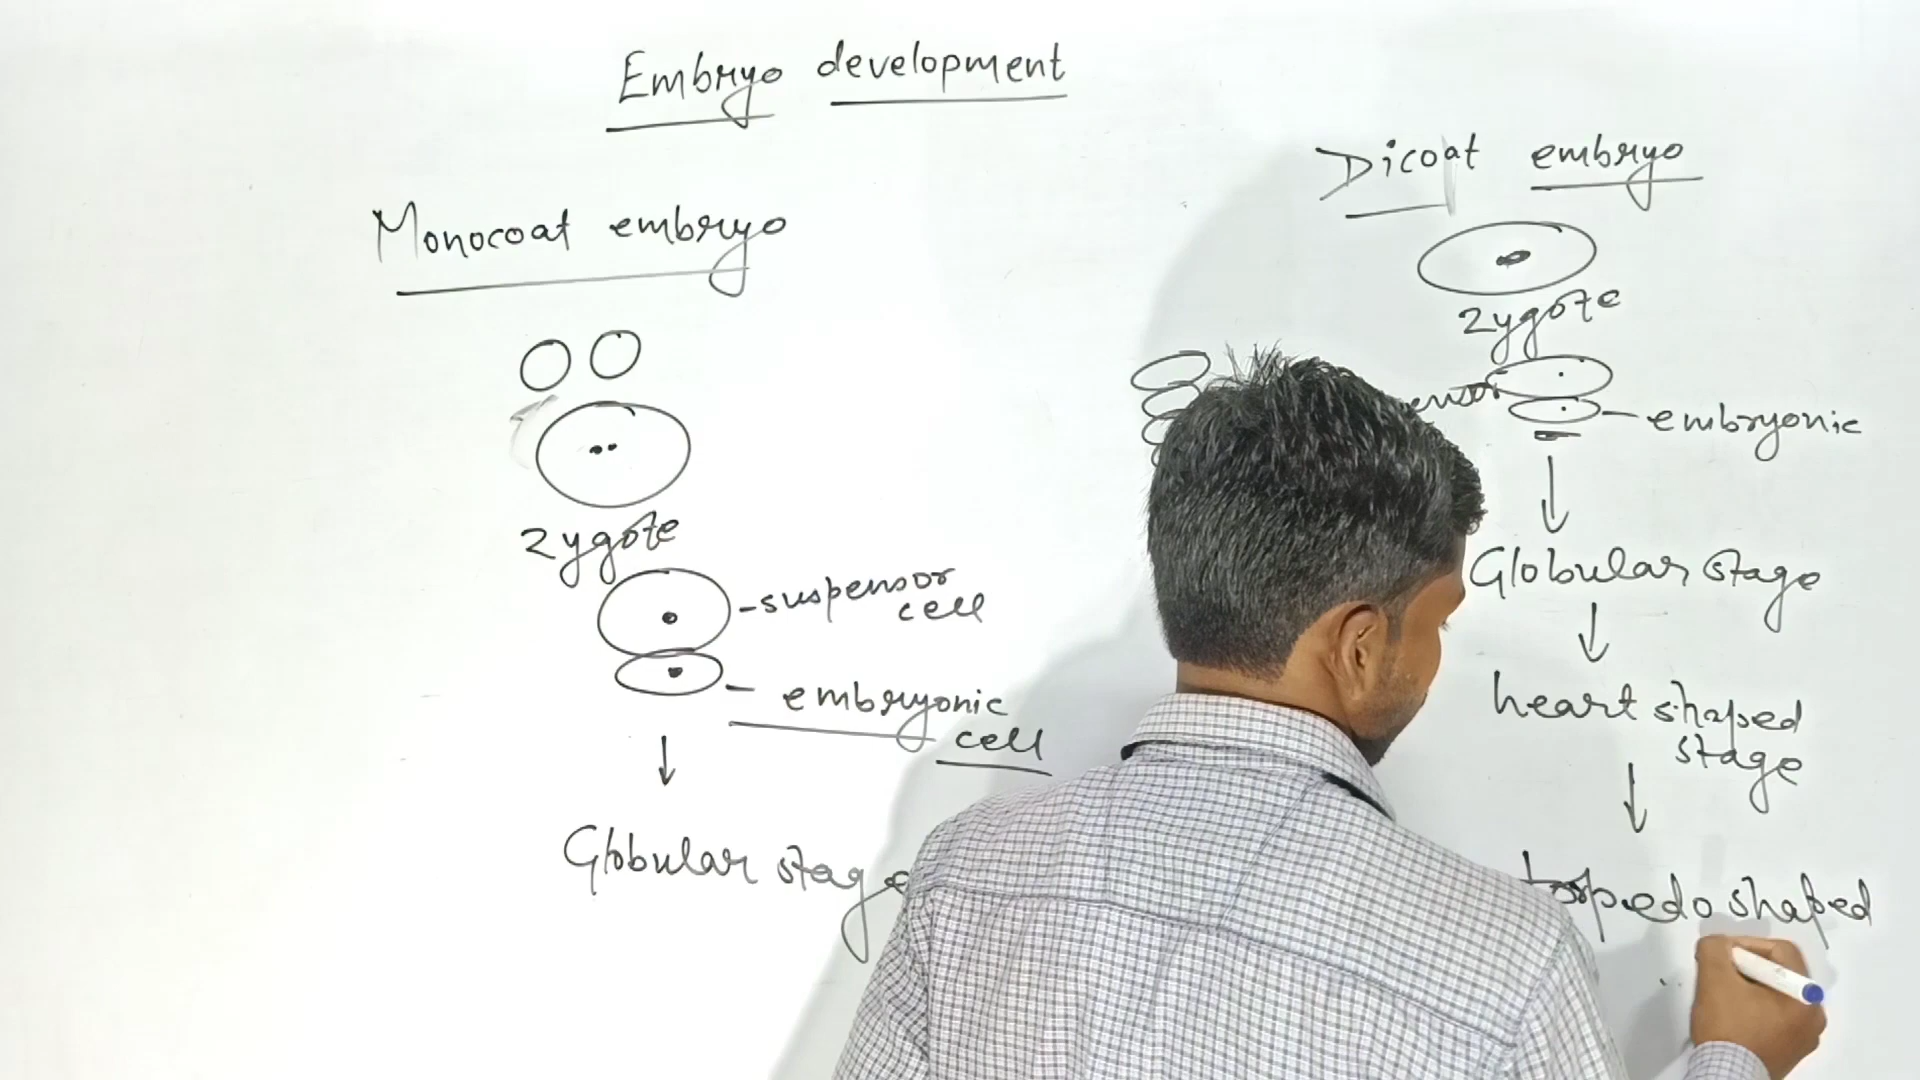 Embryo development
Monocoat embryo
zygote
-suspensor
cell
- embryonic
cell
↓
Globular stage
Dicoat embryo
zygote
- embryonic
↓
Globular stage
↓
heart shaped
stage
↓
torpedo shaped